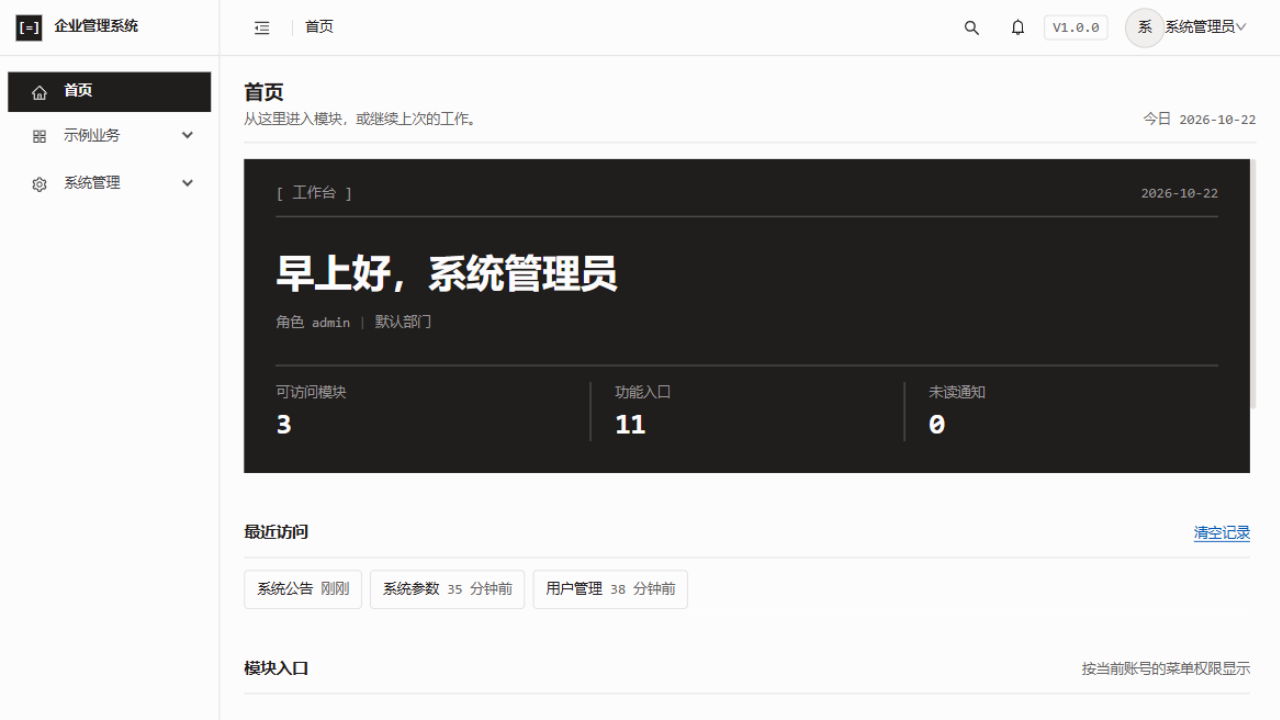 [=] 企业管理系统
首页
V1.0.0
系 系统管理员
首页
示例业务
系统管理
首页
从这里进入模块，或继续上次的工作。
今日 2026-10-22
[ 工作台 ]
2026-10-22
早上好，系统管理员
角色 admin | 默认部门
可访问模块
3
功能入口
11
未读通知
0
最近访问
清空记录
系统公告 刚刚
系统参数 35 分钟前
用户管理 38 分钟前
模块入口
按当前账号的菜单权限显示